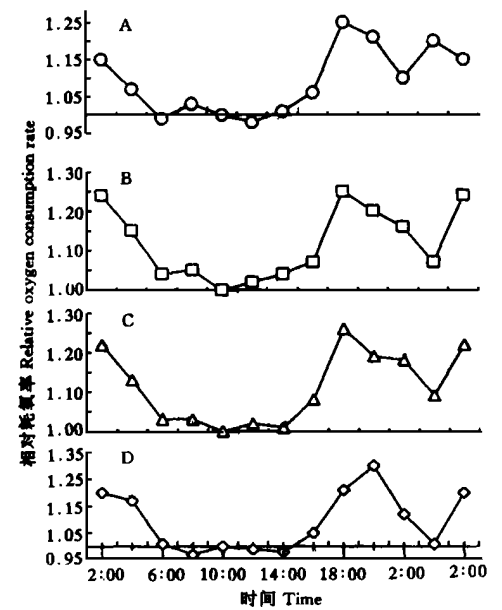 相对耗氧率 Relative oxygen consumption rate
A
1.25
1.15
1.05
0.95
B
1.30
1.20
1.10
1.00
C
1.30
1.20
1.10
1.00
D
1.35
1.25
1.15
1.05
0.95
2:00 6:00 10:00 14:00 18:00 2:00 2:00
时间 Time